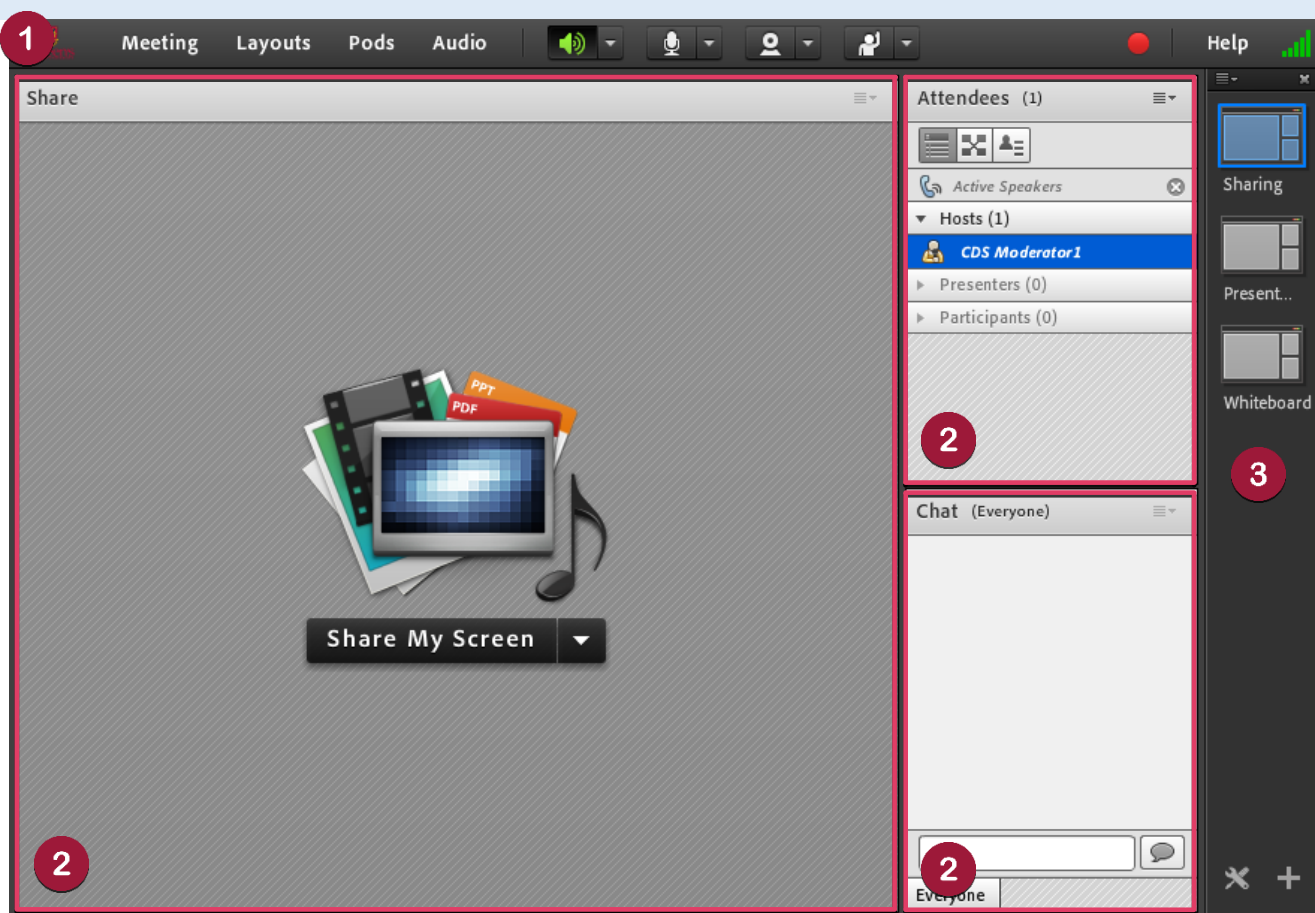 1
Meeting Layouts Pods Audio Help
Share
PPT
PDF
Share My Screen
2
Attendees (1)
Active Speakers
Hosts (1)
CDS Moderator1
Presenters (0)
Participants (0)
2
Chat (Everyone)
2
Everyone
Sharing
Present...
Whiteboard
3